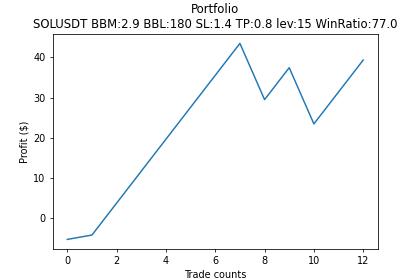 Portfolio
SOLUSDT BBM:2.9 BBL:180 SL:1.4 TP:0.8 lev:15 WinRatio:77.0
40
30
20
10
0
Profit ($)
0 2 4 6 8 10 12
Trade counts